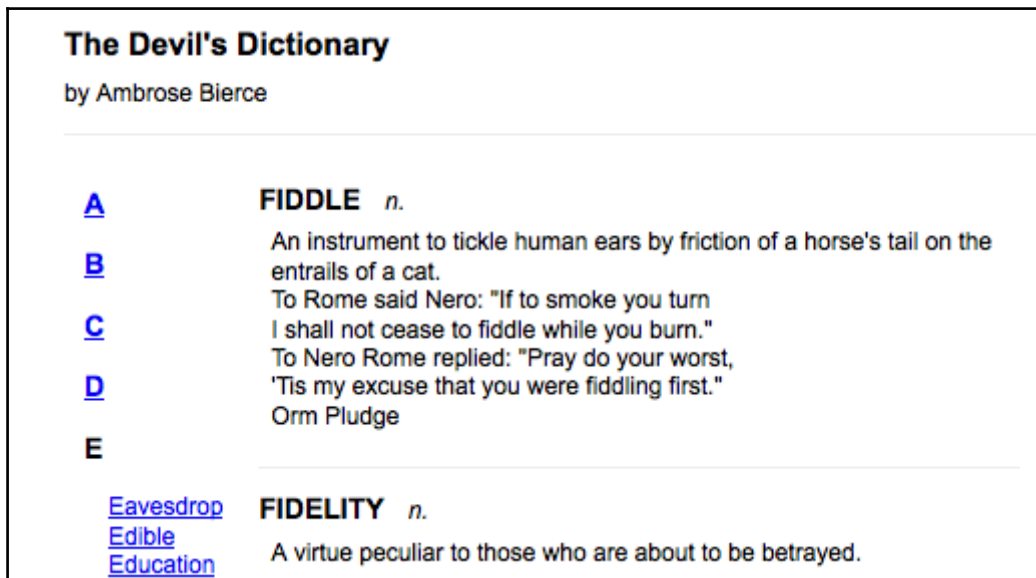 The Devil's Dictionary
by Ambrose Bierce
A
B
C
D
E
Eavesdrop
Edible
Education
FIDDLE n.
An instrument to tickle human ears by friction of a horse's tail on the
entrails of a cat.
To Rome said Nero: "If to smoke you turn
I shall not cease to fiddle while you burn."
To Nero Rome replied: "Pray do your worst,
'Tis my excuse that you were fiddling first."
Orm Pludge
FIDELITY n.
A virtue peculiar to those who are about to be betrayed.